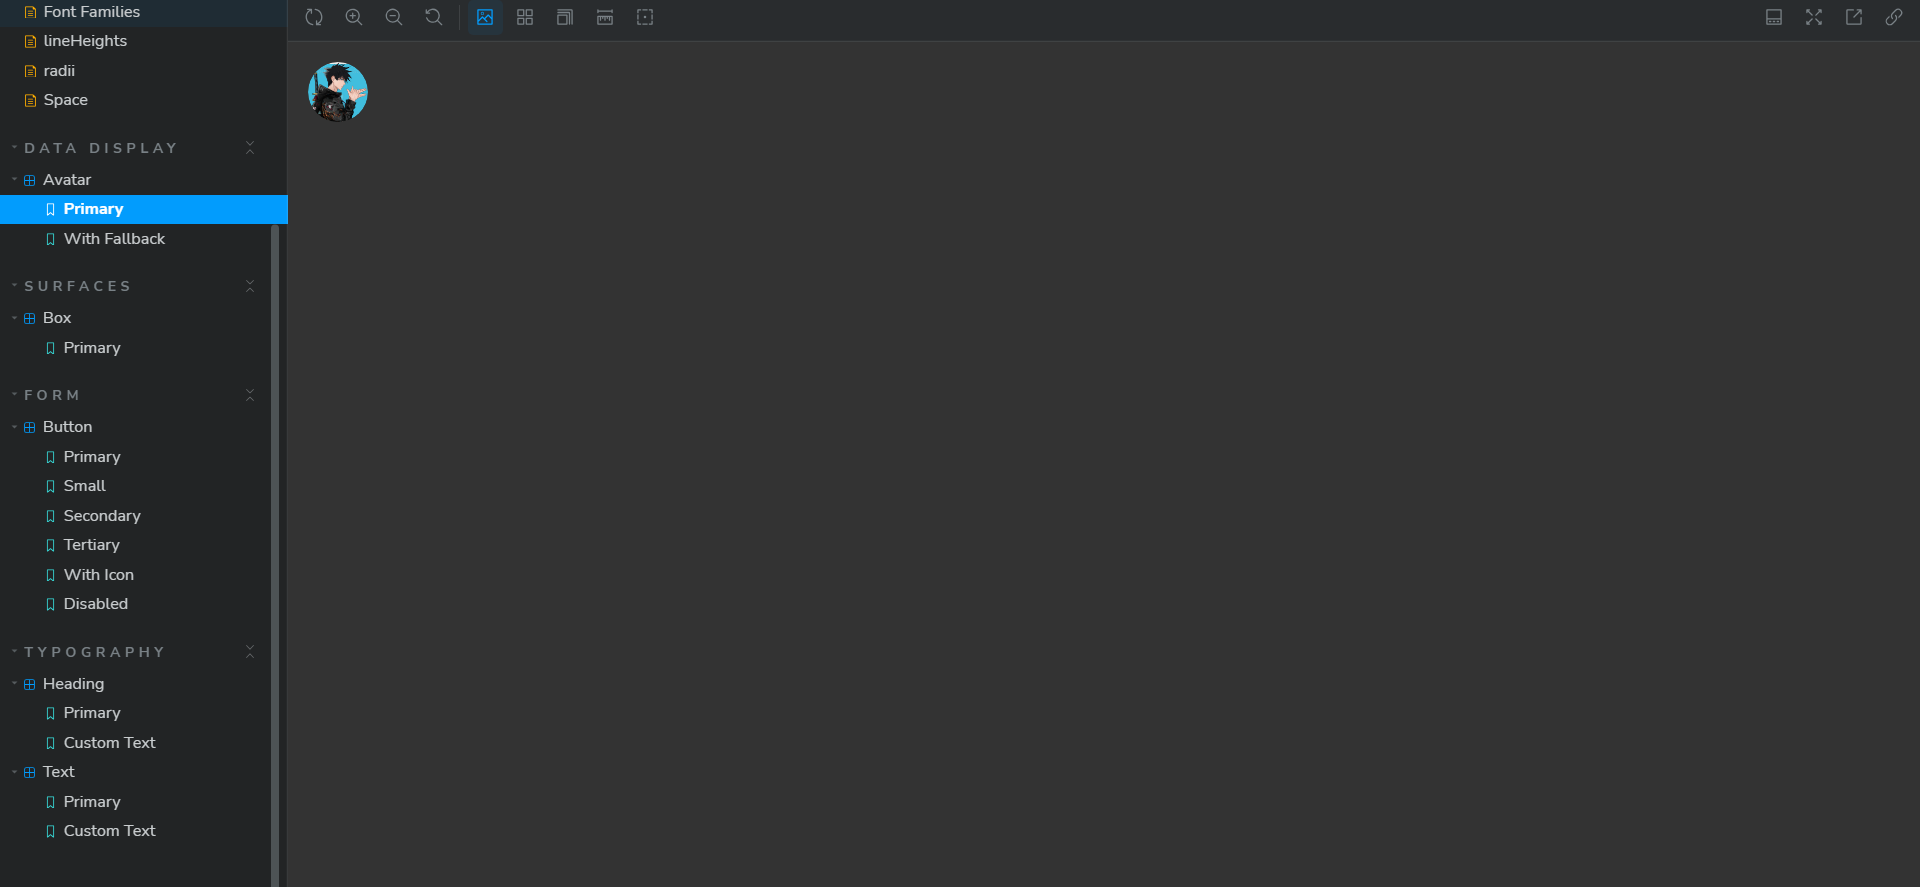 Font Families
lineHeights
radii
Space
DATA DISPLAY
Avatar
Primary
With Fallback
SURFACES
Box
Primary
FORM
Button
Primary
Small
Secondary
Tertiary
With Icon
Disabled
TYPOGRAPHY
Heading
Primary
Custom Text
Text
Primary
Custom Text